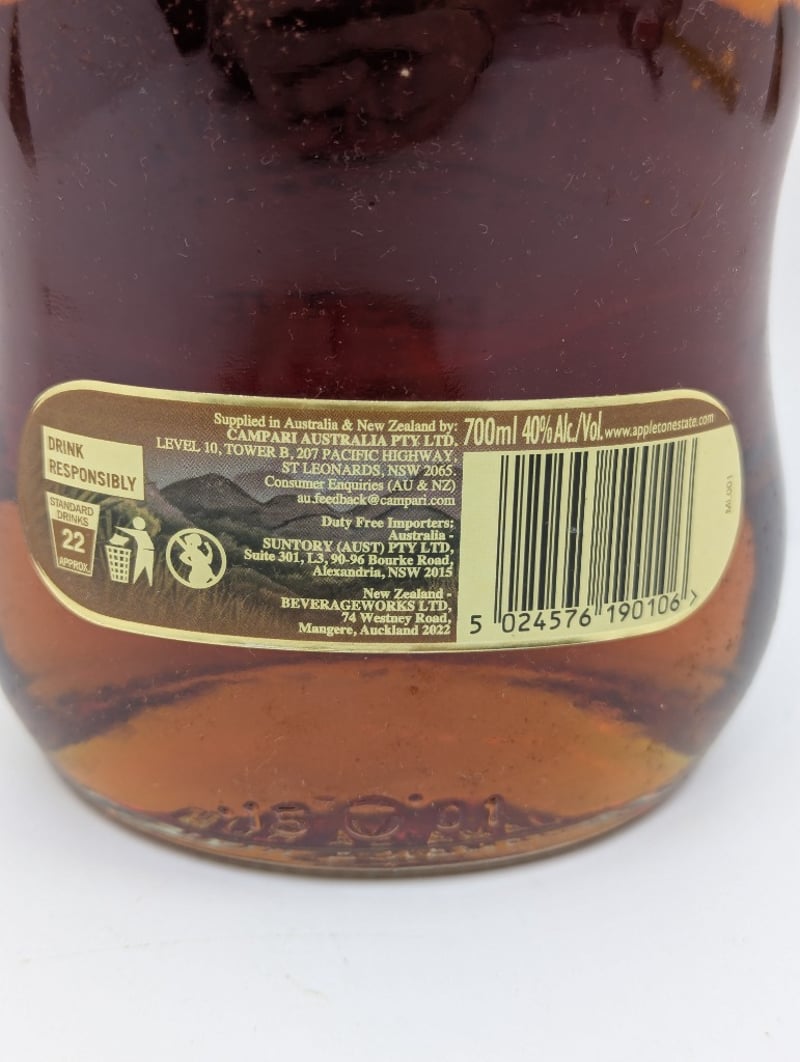 DRINK
RESPONSIBLY
STANDARD
DRINKS
22
APPROX.
Supplied in Australia & New Zealand by:
CAMPARI AUSTRALIA PTY LTD.
LEVEL 10, TOWER B, 207 PACIFIC HIGHWAY,
ST LEONARDS, NSW 2065.
Consumer Enquiries (AU & NZ)
au.feedback@campari.com
Duty Free Importers:
Australia -
SUNTORY (AUST) PTY LTD,
Suite 301, L3, 90-96 Bourke Road,
Alexandria, NSW 2015
New Zealand -
BEVERAGEWORKS LTD,
74 Westney Road,
Mangere, Auckland 2022
700ml 40% Alc./Vol. www.appletonestate.com
5 024576 190106 >